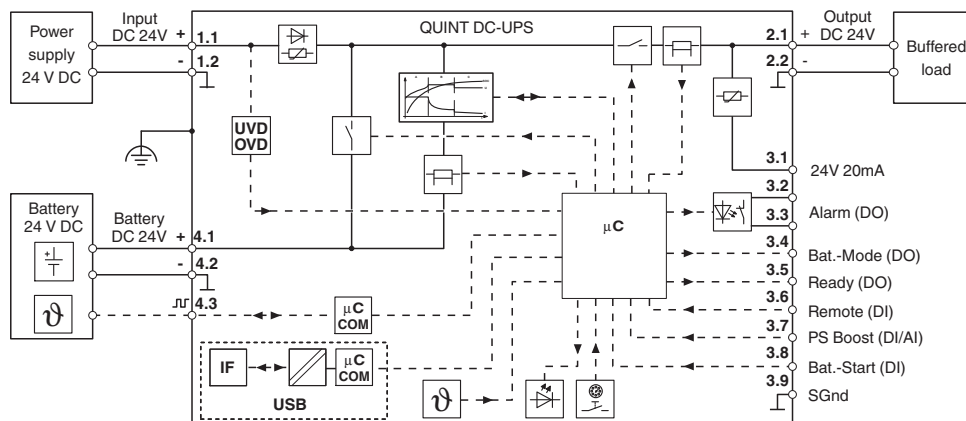 Power
supply
24 V DC
Input
DC 24V
+
1.1
-
1.2
QUINT DC-UPS
2.1
+
Output
DC 24V
2.2
-
Buffered
load
UVD
OVD
3.1
24V 20mA
3.2
3.3
Alarm (DO)
3.4
Bat.-Mode (DO)
3.5
Ready (DO)
3.6
Remote (DI)
3.7
PS Boost (DI/AI)
3.8
Bat.-Start (DI)
3.9
SGnd
µC
Battery
24 V DC
+
ϑ
Battery
DC 24V
+
4.1
-
4.2
4.3
µC
COM
IF
µC
COM
USB
ϑ